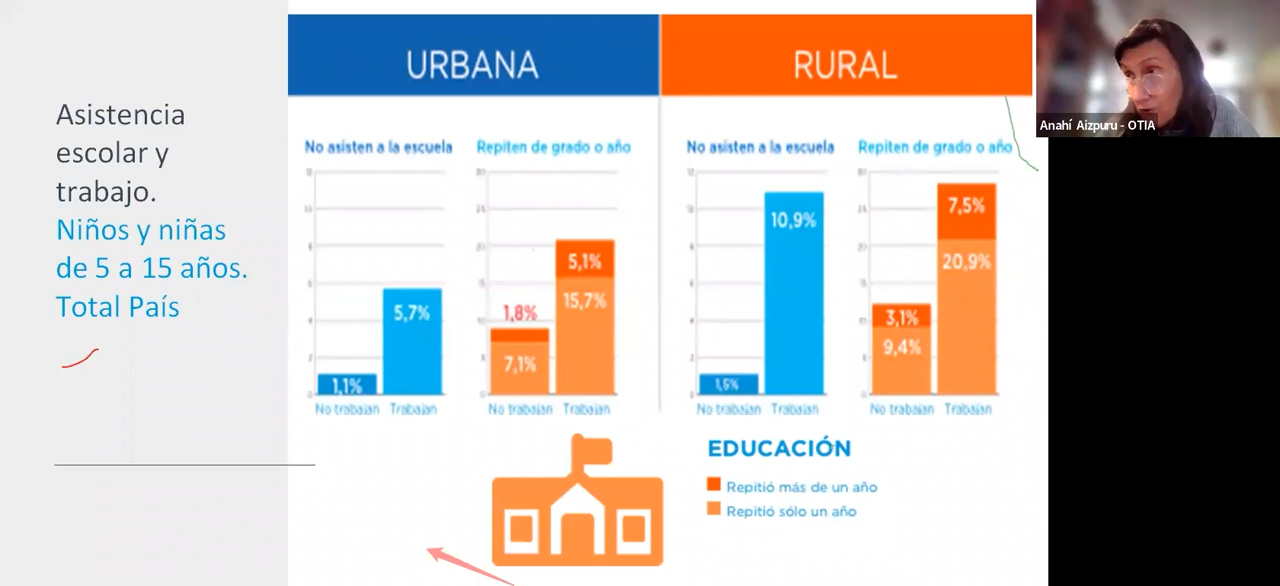 Asistencia
escolar y
trabajo.
Niños y niñas
de 5 a 15 años.
Total País
URBANA
RURAL
No asisten a la escuela
Repiten de grado o año
No asisten a la escuela
Repiten de grado o año
1,1%
5,7%
1,8%
7,1%
5,1%
15,7%
10,9%
3,1%
9,4%
7,5%
20,9%
No trabajan Trabajan
No trabajan Trabajan
No trabajan Trabajan
No trabajan Trabajan
EDUCACIÓN
Repitió más de un año
Repitió sólo un año
Anahí Aizpuru - OTIA